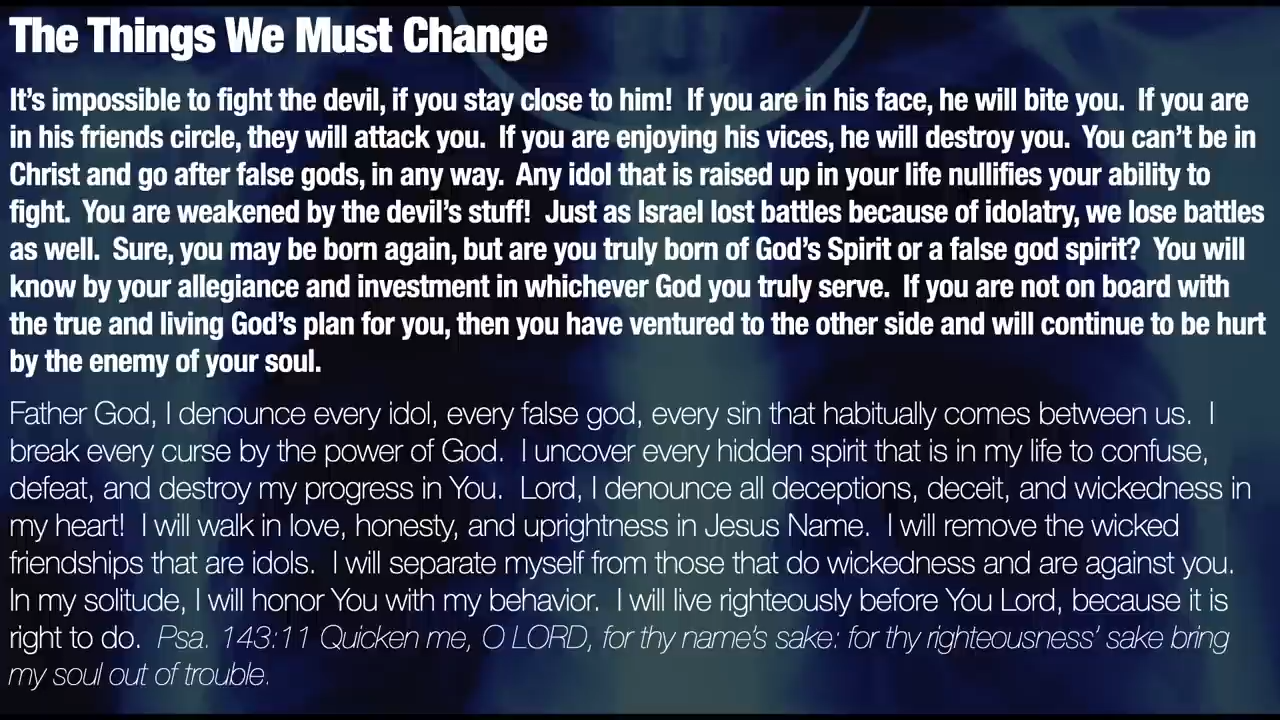 The Things We Must Change
It's impossible to fight the devil, if you stay close to him!  If you are in his face, he will bite you.  If you are
in his friends circle, they will attack you.  If you are enjoying his vices, he will destroy you.  You can't be in
Christ and go after false gods, in any way.  Any idol that is raised up in your life nullifies your ability to
fight.  You are weakened by the devil's stuff!  Just as Israel lost battles because of idolatry, we lose battles
as well.  Sure, you may be born again, but are you truly born of God's Spirit or a false god spirit?  You will
know by your allegiance and investment in whichever God you truly serve.  If you are not on board with
the true and living God's plan for you, then you have ventured to the other side and will continue to be hurt
by the enemy of your soul.
Father God, I denounce every idol, every false god, every sin that habitually comes between us.  I
break every curse by the power of God.  I uncover every hidden spirit that is in my life to confuse,
defeat, and destroy my progress in You.  Lord, I denounce all deceptions, deceit, and wickedness in
my heart!  I will walk in love, honesty, and uprightness in Jesus Name.  I will remove the wicked
friendships that are idols.  I will separate myself from those that do wickedness and are against you.
In my solitude, I will honor You with my behavior.  I will live righteously before You Lord, because it is
right to do.  Psa. 143:11 Quicken me, O LORD, for thy name's sake: for thy righteousness' sake bring
my soul out of trouble.